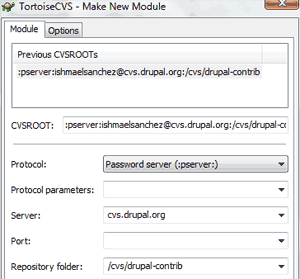 TortoiseCVS - Make New Module
Module Options
Previous CVSROOTs
:pserver:ishmaelsanchez@cvs.drupal.org:/cvs/drupal-contrib
CVSROOT: :pserver:ishmaelsanchez@cvs.drupal.org:/cvs/drupal-co
Protocol: Password server (:pserver:)
Protocol parameters:
Server: cvs.drupal.org
Port:
Repository folder: /cvs/drupal-contrib